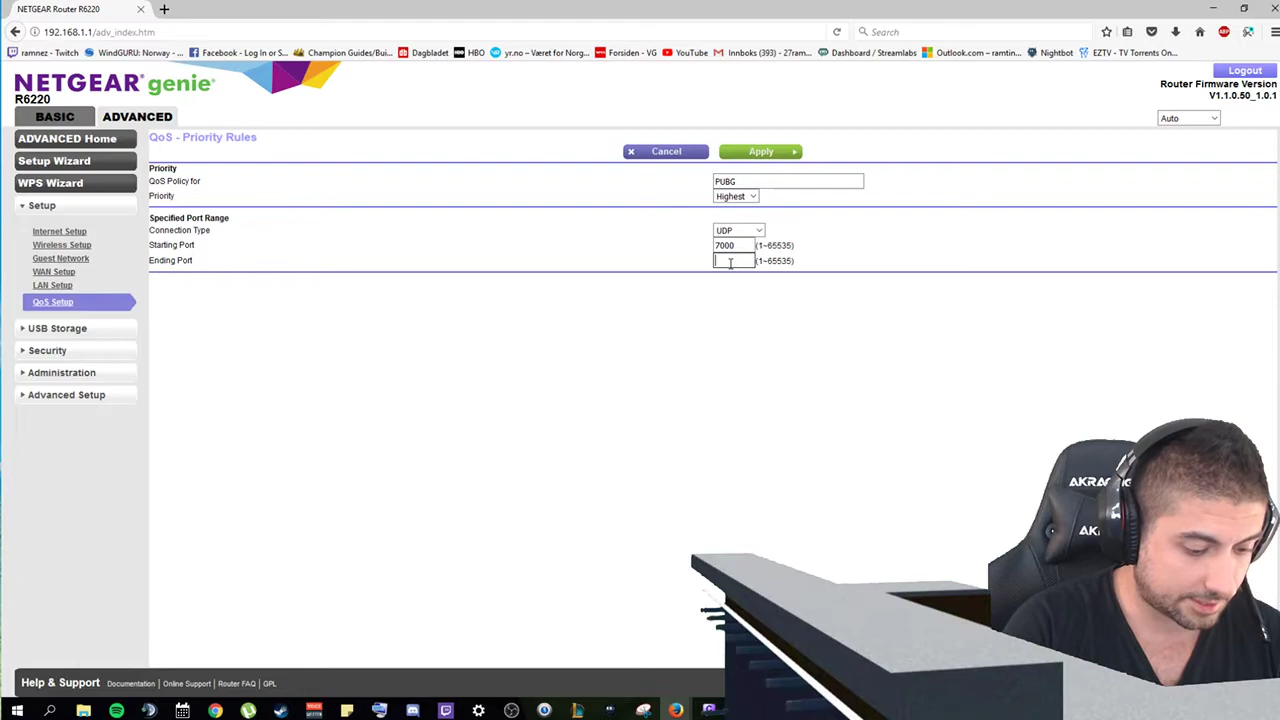 NETGEAR Router R6220
192.168.1.1/adv_index.htm
Search
ramnez - Twitch
WindGURU: Norway - ...
Facebook - Log In or S...
Champion Guides/Bui...
Dagbladet
HBO
yr.no – Været for Norg...
Forsiden - VG
YouTube
Innboks (393) - 27ram...
Dashboard / Streamlabs
Outlook.com – ramtin...
Nightbot
EZTV - TV Torrents On...
NETGEAR® genie®
R6220
Logout
Router Firmware Version
V1.1.0.50_1.0.1
BASIC
ADVANCED
Auto
ADVANCED Home
Setup Wizard
WPS Wizard
Setup
Internet Setup
Wireless Setup
Guest Network
WAN Setup
LAN Setup
QoS Setup
USB Storage
Security
Administration
Advanced Setup
QoS - Priority Rules
Cancel
Apply
Priority
QoS Policy for
PUBG
Priority
Highest
Specified Port Range
Connection Type
UDP
Starting Port
7000 (1~65535)
Ending Port
(1~65535)
AKRACING
AK
Help & Support
Documentation | Online Support | Router FAQ | GPL